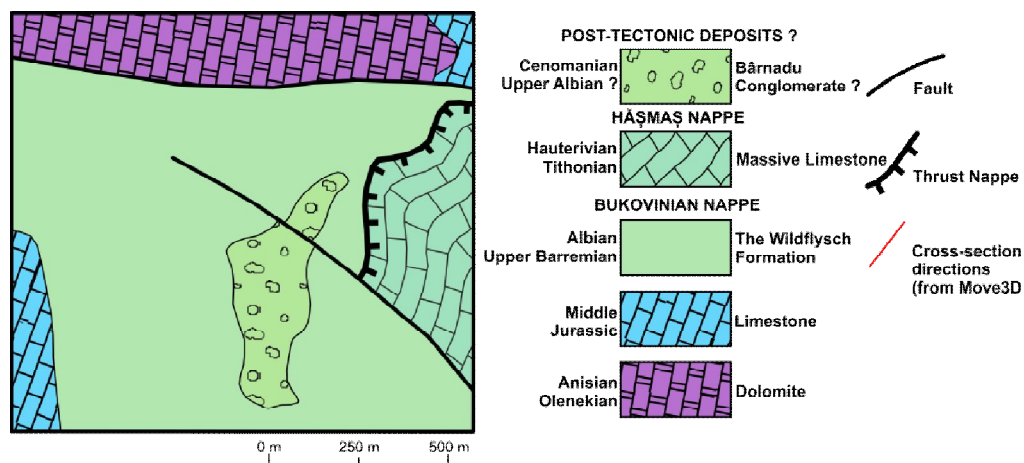 POST-TECTONIC DEPOSITS ?
Cenomanian
Upper Albian ?
Bârnadu
Conglomerate ?
Fault
HĂȘMAȘ NAPPE
Hauterivian
Tithonian
Massive Limestone
Thrust Nappe
BUKOVINIAN NAPPE
Albian
Upper Barremian
The Wildflysch
Formation
Cross-section
directions
(from Move3D
Middle
Jurassic
Limestone
Anisian
Olenekian
Dolomite
0 m 250 m 500 m